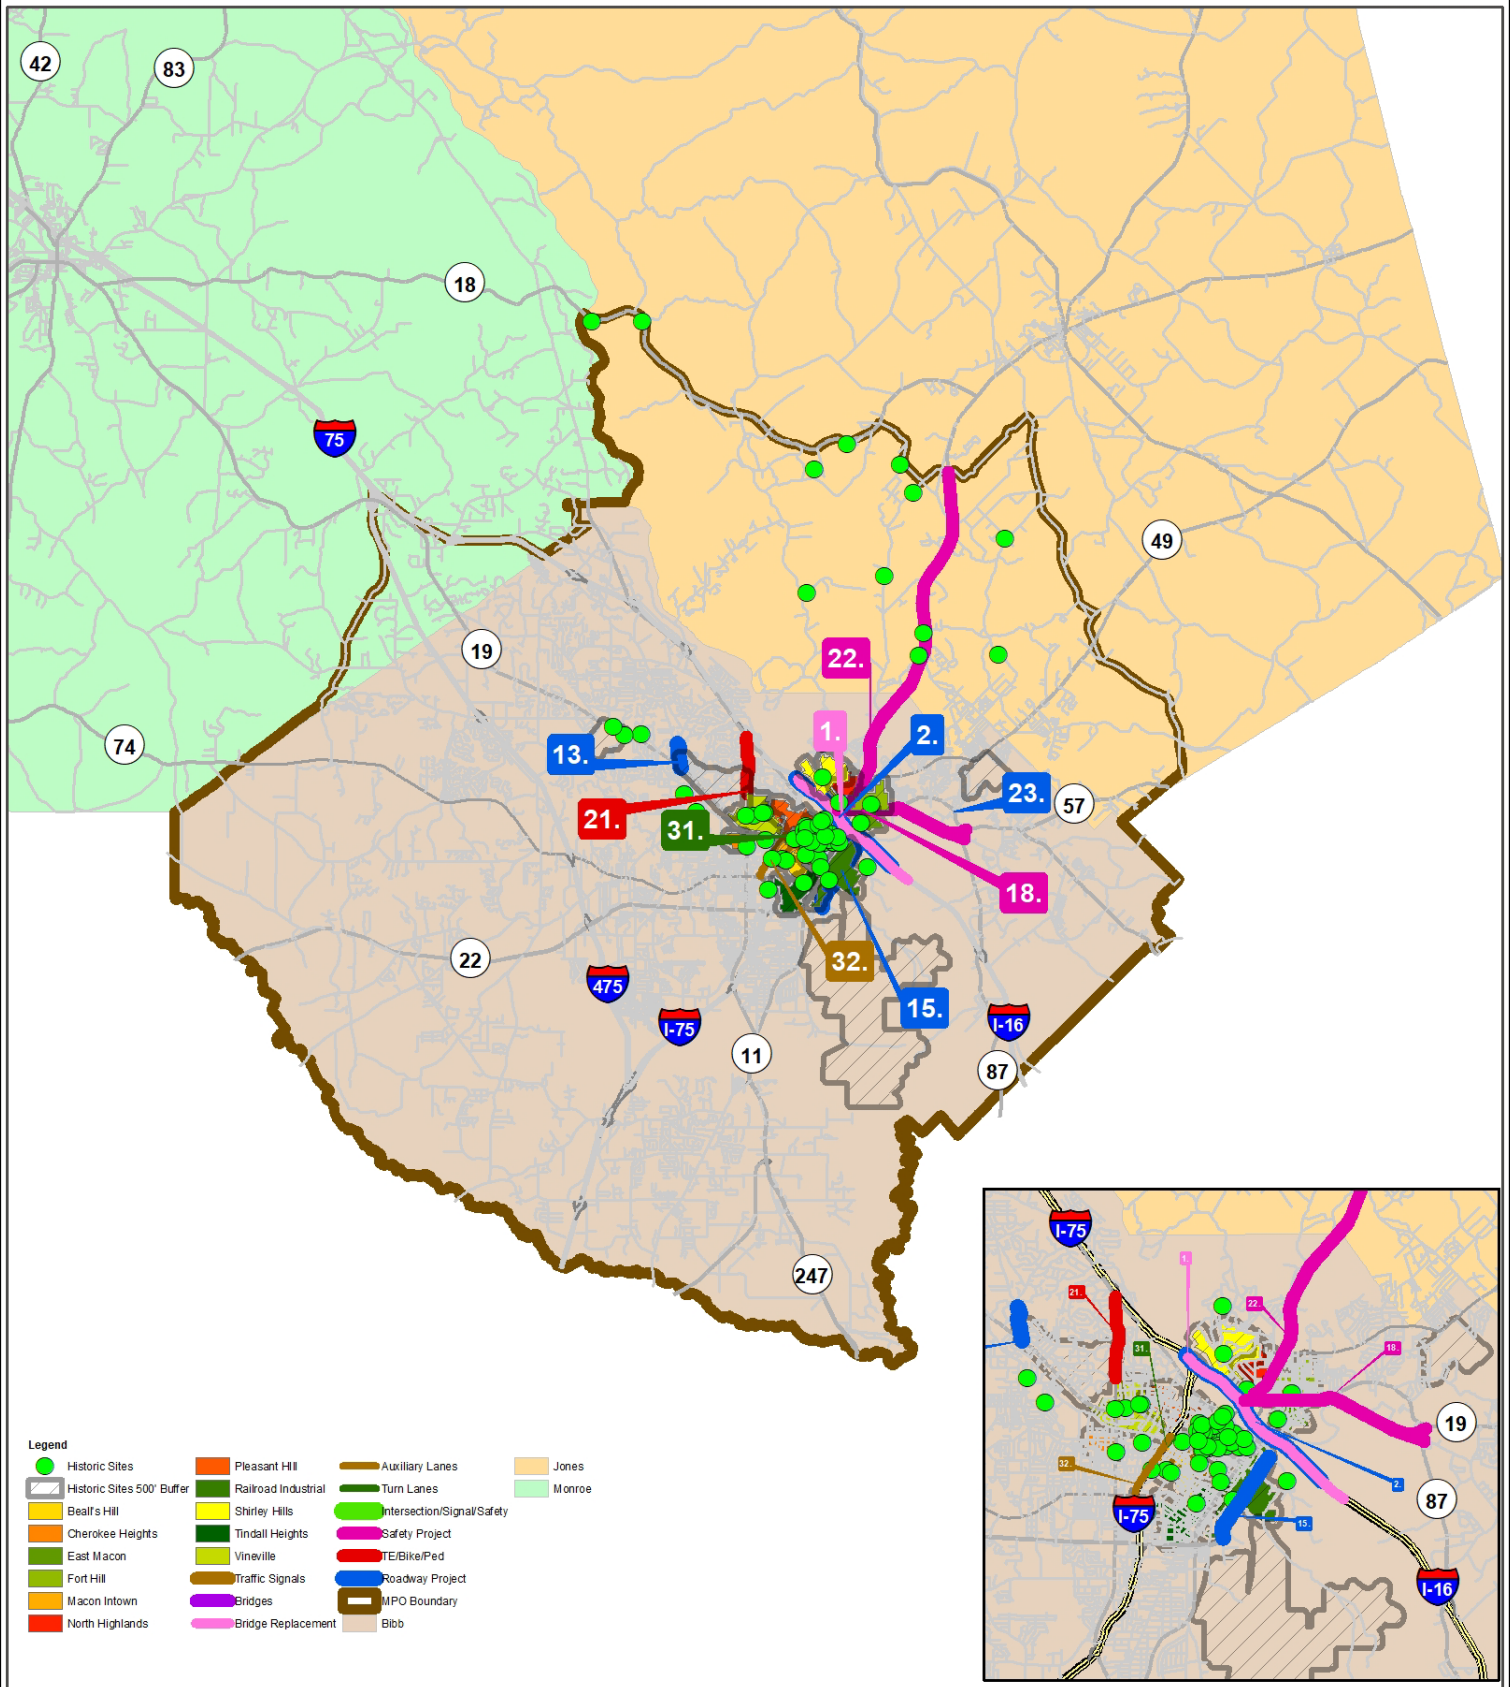 42
83
18
75
49
19
22.
74
1.
2.
13.
23.
57
21.
31.
18.
32.
22
475
15.
I-75
I-16
11
87
247
I-75
1.
21.
22.
31.
18.
19
32.
2.
87
I-75
15.
I-16
Legend
Historic Sites
Historic Sites 500' Buffer
Beall's Hill
Cherokee Heights
East Macon
Fort Hill
Macon Intown
North Highlands
Pleasant HIll
Railroad Industrial
Shirley Hills
Tindall Heights
Vineville
Traffic Signals
Bridges
Bridge Replacement
Auxiliary Lanes
Turn Lanes
Intersection/Signal/Safety
Safety Project
TE/Bike/Ped
Roadway Project
MPO Boundary
Bibb
Jones
Monroe